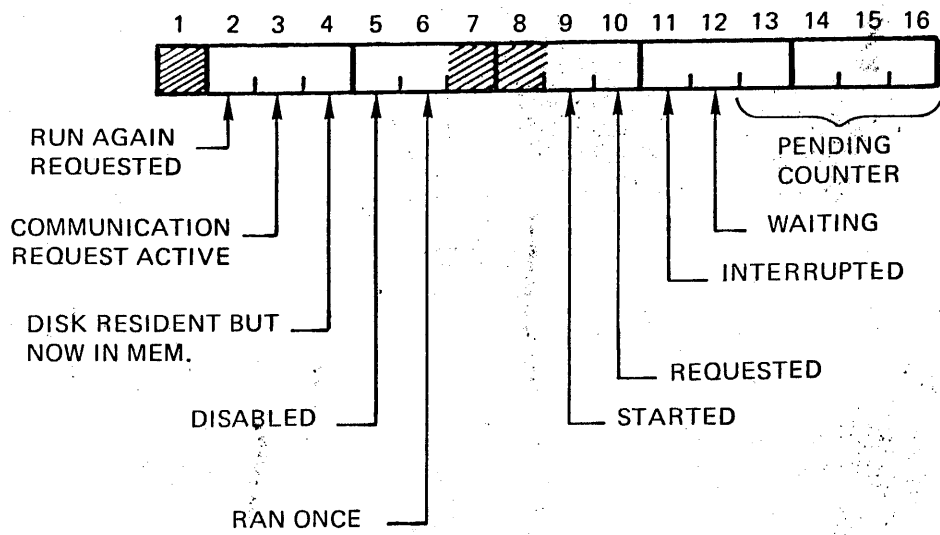 1 2 3 4 5 6 7 8 9 10 11 12 13 14 15 16
RUN AGAIN
REQUESTED
PENDING
COUNTER
COMMUNICATION
REQUEST ACTIVE
WAITING
INTERRUPTED
DISK RESIDENT BUT
NOW IN MEM.
REQUESTED
DISABLED
STARTED
RAN ONCE